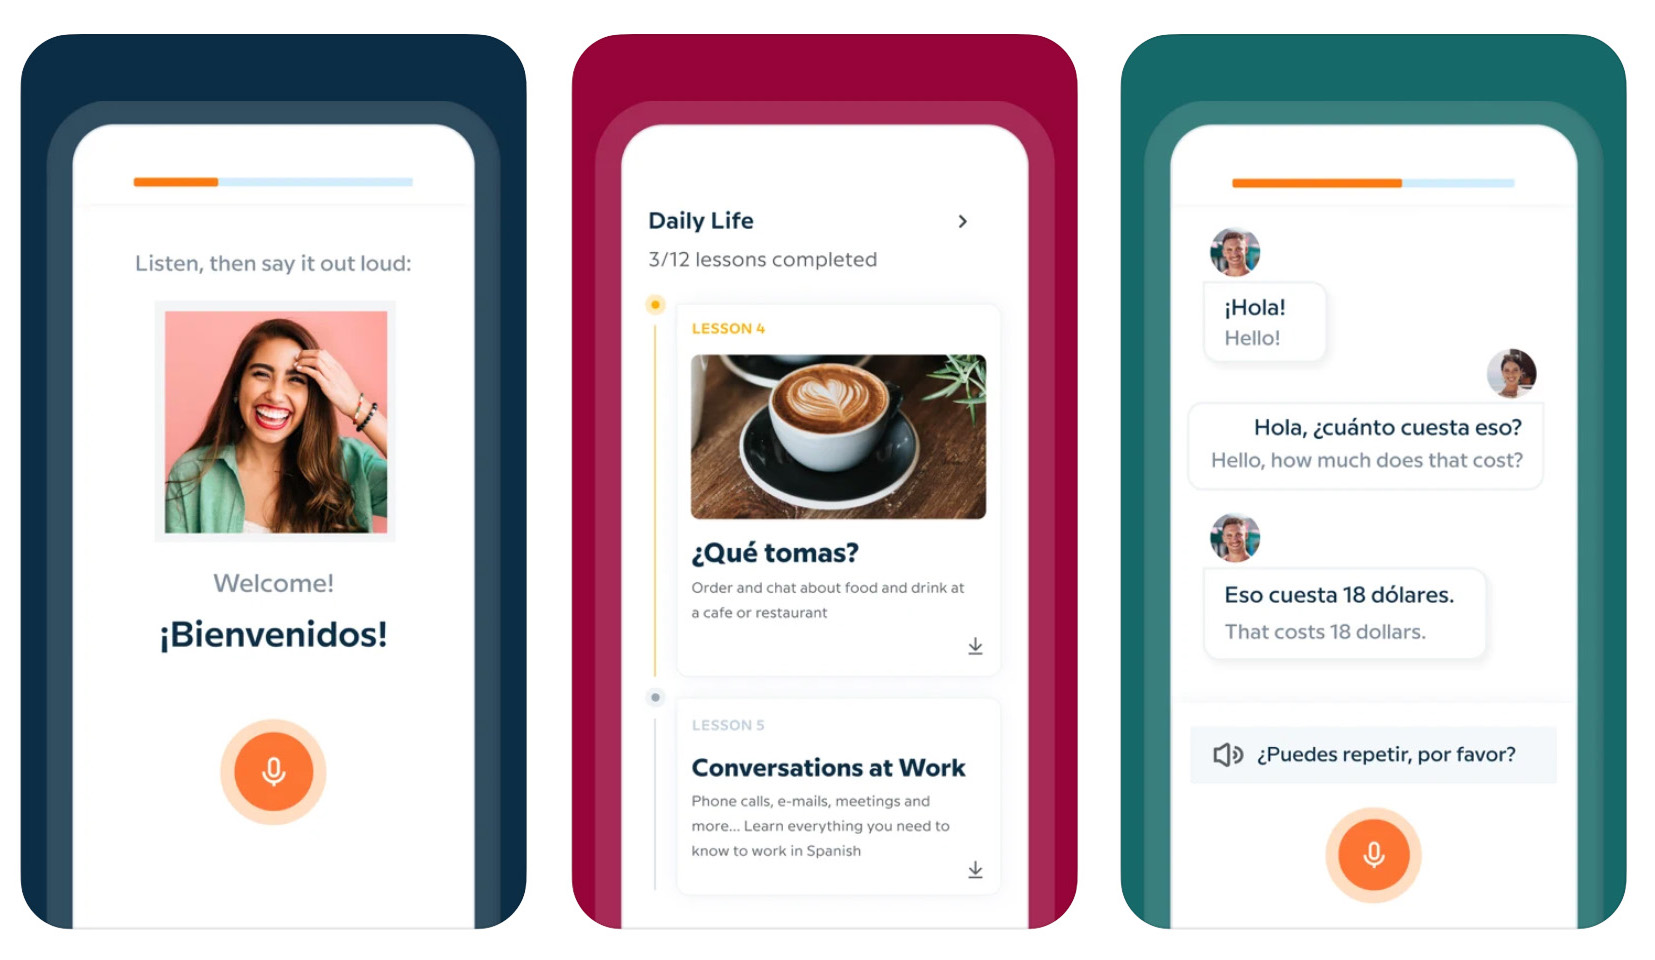 Listen, then say it out loud:
Welcome!
¡Bienvenidos!
Daily Life
3/12 lessons completed
LESSON 4
¿Qué tomas?
Order and chat about food and drink at
a cafe or restaurant
LESSON 5
Conversations at Work
Phone calls, e-mails, meetings and
more... Learn everything you need to
know to work in Spanish
¡Hola!
Hello!
Hola, ¿cuánto cuesta eso?
Hello, how much does that cost?
Eso cuesta 18 dólares.
That costs 18 dollars.
¿Puedes repetir, por favor?